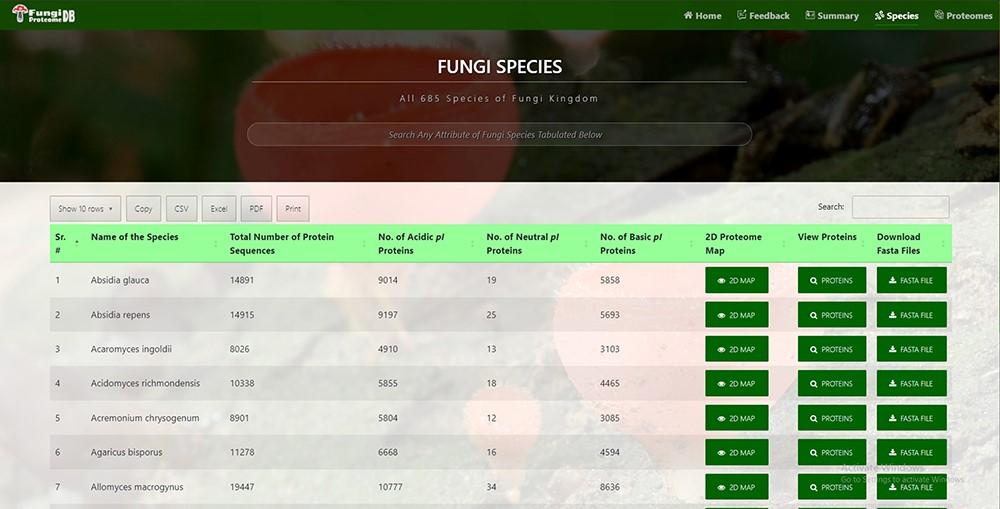 Fungi
Proteome DB
Home Feedback Summary Species Proteomes
FUNGI SPECIES
All 685 Species of Fungi Kingdom
Search Any Attribute of Fungi Species Tabulated Below
Show 10 rows Copy CSV Excel PDF Print Search:
Sr. Name of the Species Total Number of Protein No. of Acidic pI No. of Neutral pI No. of Basic pI 2D Proteome View Proteins Download
# Sequences Proteins Proteins Proteins Map Fasta Files
1 Absidia glauca 14891 9014 19 5858 2D MAP PROTEINS FASTA FILE
2 Absidia repens 14915 9197 25 5693 2D MAP PROTEINS FASTA FILE
3 Acaromyces ingoldii 8026 4910 13 3103 2D MAP PROTEINS FASTA FILE
4 Acidomyces richmondensis 10338 5855 18 4465 2D MAP PROTEINS FASTA FILE
5 Acremonium chrysogenum 8901 5804 12 3085 2D MAP PROTEINS FASTA FILE
6 Agaricus bisporus 11278 6668 16 4594 2D MAP PROTEINS FASTA FILE
Activate Windows
7 Allomyces macrogynus 19447 10777 34 8636 2D MAP PROTEINS FASTA FILE
Go to Settings to activate Windows.